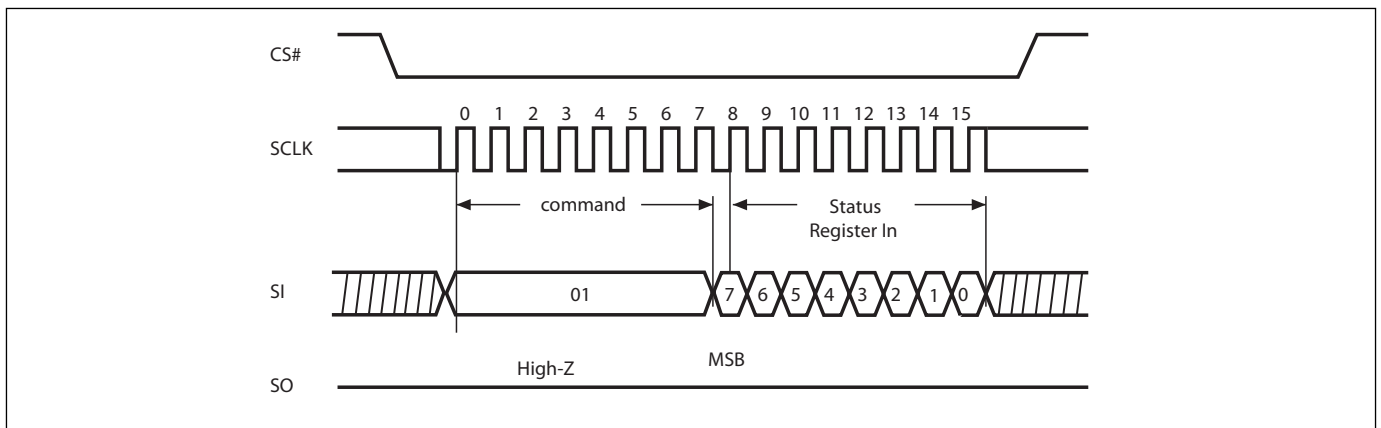 CS#
0 1 2 3 4 5 6 7 8 9 10 11 12 13 14 15
SCLK
command
Status
Register In
SI
01
7 6 5 4 3 2 1 0
High-Z
MSB
SO